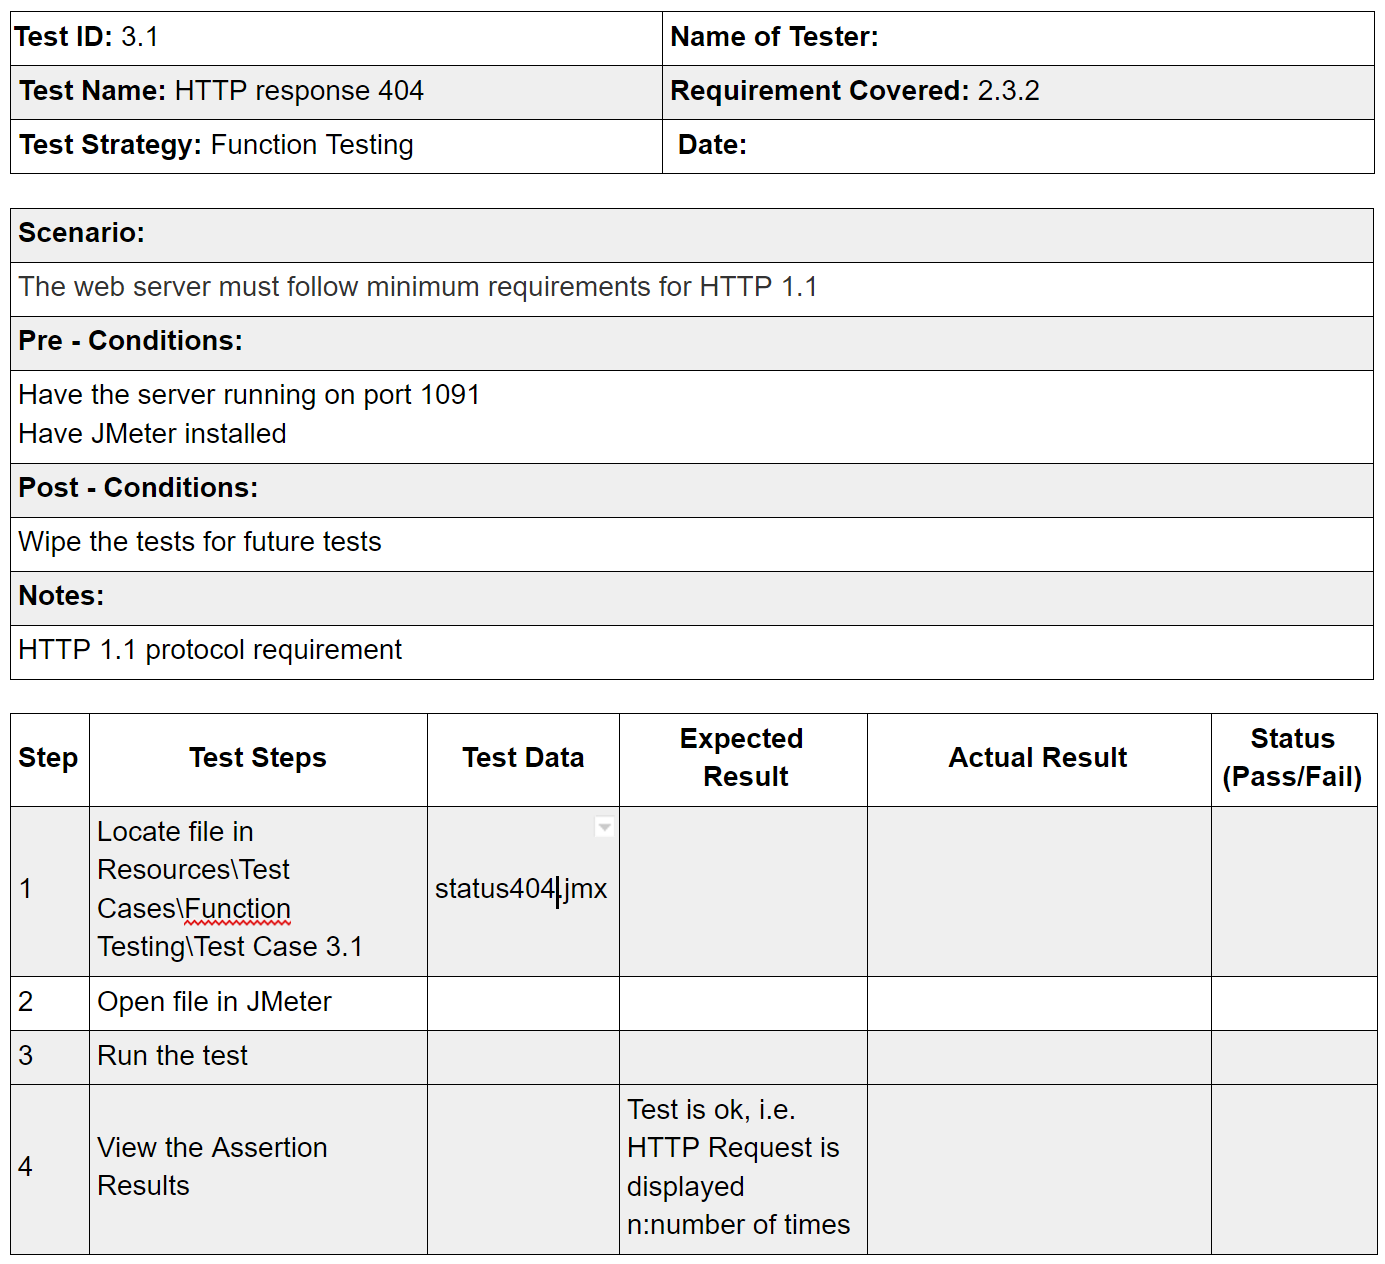 Test ID: 3.1
Name of Tester:
Test Name: HTTP response 404
Requirement Covered: 2.3.2
Test Strategy: Function Testing
Date:
Scenario:
The web server must follow minimum requirements for HTTP 1.1
Pre - Conditions:
Have the server running on port 1091
Have JMeter installed
Post - Conditions:
Wipe the tests for future tests
Notes:
HTTP 1.1 protocol requirement
Step
Test Steps
Test Data
Expected
Result
Actual Result
Status
(Pass/Fail)
1
Locate file in
Resources\Test
Cases\Function
Testing\Test Case 3.1
status404.jmx
2
Open file in JMeter
3
Run the test
4
View the Assertion
Results
Test is ok, i.e.
HTTP Request is
displayed
n:number of times